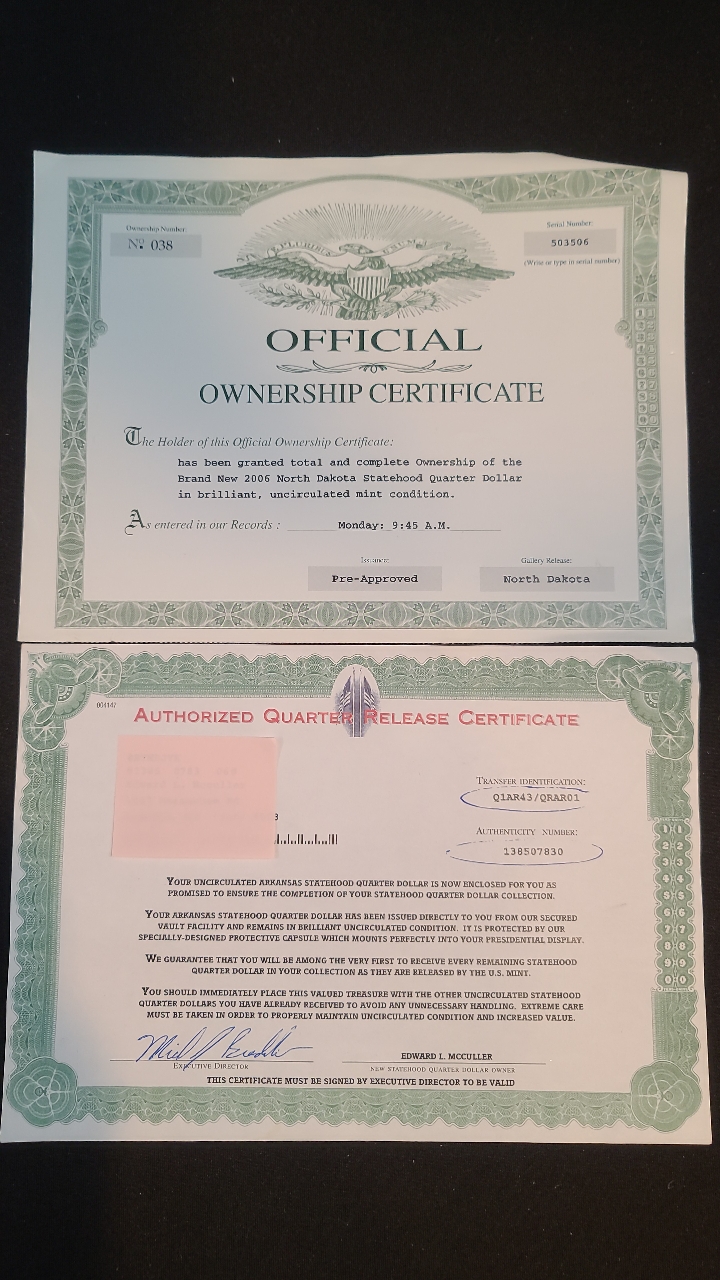 Ownership Number:
Nº 038
Serial Number:
503506
(Write or type in serial number)
OFFICIAL
OWNERSHIP CERTIFICATE
The Holder of this Official Ownership Certificate:
has been granted total and complete Ownership of the
Brand New 2006 North Dakota Statehood Quarter Dollar
in brilliant, uncirculated mint condition.
As entered in our Records : Monday: 9:45 A.M.
Issuance:
Pre-Approved
Gallery Release:
North Dakota
AUTHORIZED QUARTER RELEASE CERTIFICATE
TRANSFER IDENTIFICATION:
Q1AR43/QRAR01
AUTHENTICITY NUMBER:
138507830
YOUR UNCIRCULATED ARKANSAS STATEHOOD QUARTER DOLLAR IS NOW ENCLOSED FOR YOU AS
PROMISED TO ENSURE THE COMPLETION OF YOUR STATEHOOD QUARTER DOLLAR COLLECTION.
YOUR ARKANSAS STATEHOOD QUARTER DOLLAR HAS BEEN ISSUED DIRECTLY TO YOU FROM OUR SECURED
VAULT FACILITY AND REMAINS IN BRILLIANT UNCIRCULATED CONDITION. IT IS PROTECTED BY OUR
SPECIALLY-DESIGNED PROTECTIVE CAPSULE WHICH MOUNTS PERFECTLY INTO YOUR PRESIDENTIAL DISPLAY.
WE GUARANTEE THAT YOU WILL BE AMONG THE VERY FIRST TO RECEIVE EVERY REMAINING STATEHOOD
QUARTER DOLLAR IN YOUR COLLECTION AS THEY ARE RELEASED BY THE U.S. MINT.
YOU SHOULD IMMEDIATELY PLACE THIS VALUED TREASURE WITH THE OTHER UNCIRCULATED STATEHOOD
QUARTER DOLLARS YOU HAVE ALREADY RECEIVED TO AVOID ANY UNNECESSARY HANDLING. EXTREME CARE
MUST BE TAKEN IN ORDER TO PROPERLY MAINTAIN UNCIRCULATED CONDITION AND INCREASED VALUE.
EXECUTIVE DIRECTOR
EDWARD L. MCCULLER
NEW STATEHOOD QUARTER DOLLAR OWNER
THIS CERTIFICATE MUST BE SIGNED BY EXECUTIVE DIRECTOR TO BE VALID